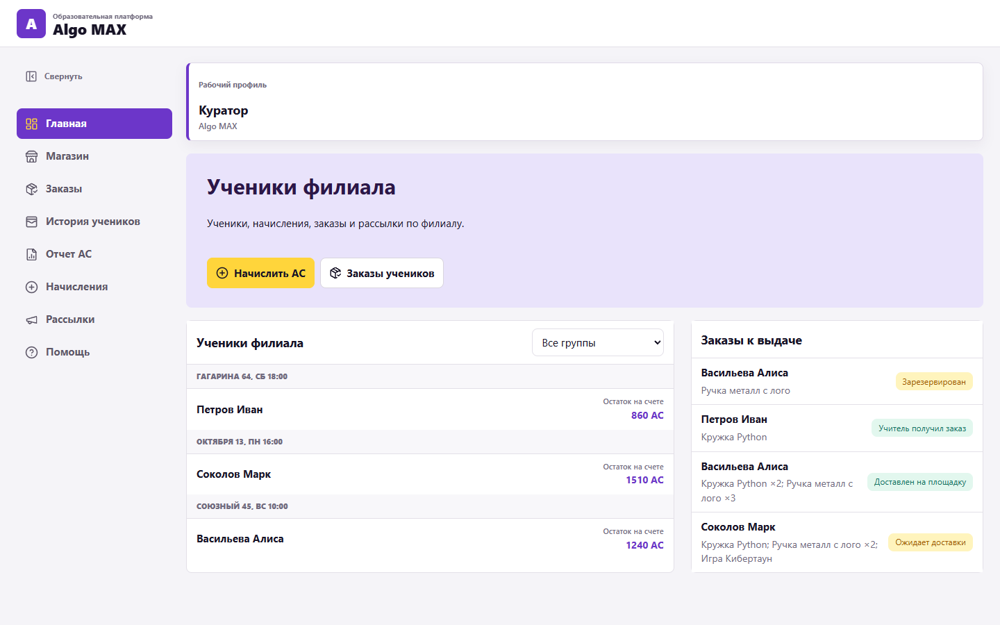 A
Образовательная платформа
Algo MAX
Свернуть
Главная
Магазин
Заказы
История учеников
Отчет АС
Начисления
Рассылки
Помощь
Рабочий профиль
Куратор
Algo MAX
Ученики филиала
Ученики, начисления, заказы и рассылки по филиалу.
Начислить АС
Заказы учеников
Ученики филиала
Все группы
ГАГАРИНА 64, СБ 18:00
Петров Иван
Остаток на счете
860 АС
ОКТЯБРЯ 13, ПН 16:00
Соколов Марк
Остаток на счете
1510 АС
СОЮЗНЫЙ 45, ВС 10:00
Васильева Алиса
Остаток на счете
1240 АС
Заказы к выдаче
Васильева Алиса
Ручка металл с лого
Зарезервирован
Петров Иван
Кружка Python
Учитель получил заказ
Васильева Алиса
Кружка Python ×2; Ручка металл с
лого ×3
Доставлен на площадку
Соколов Марк
Кружка Python; Ручка металл с лого ×2;
Игра Кибертаун
Ожидает доставки